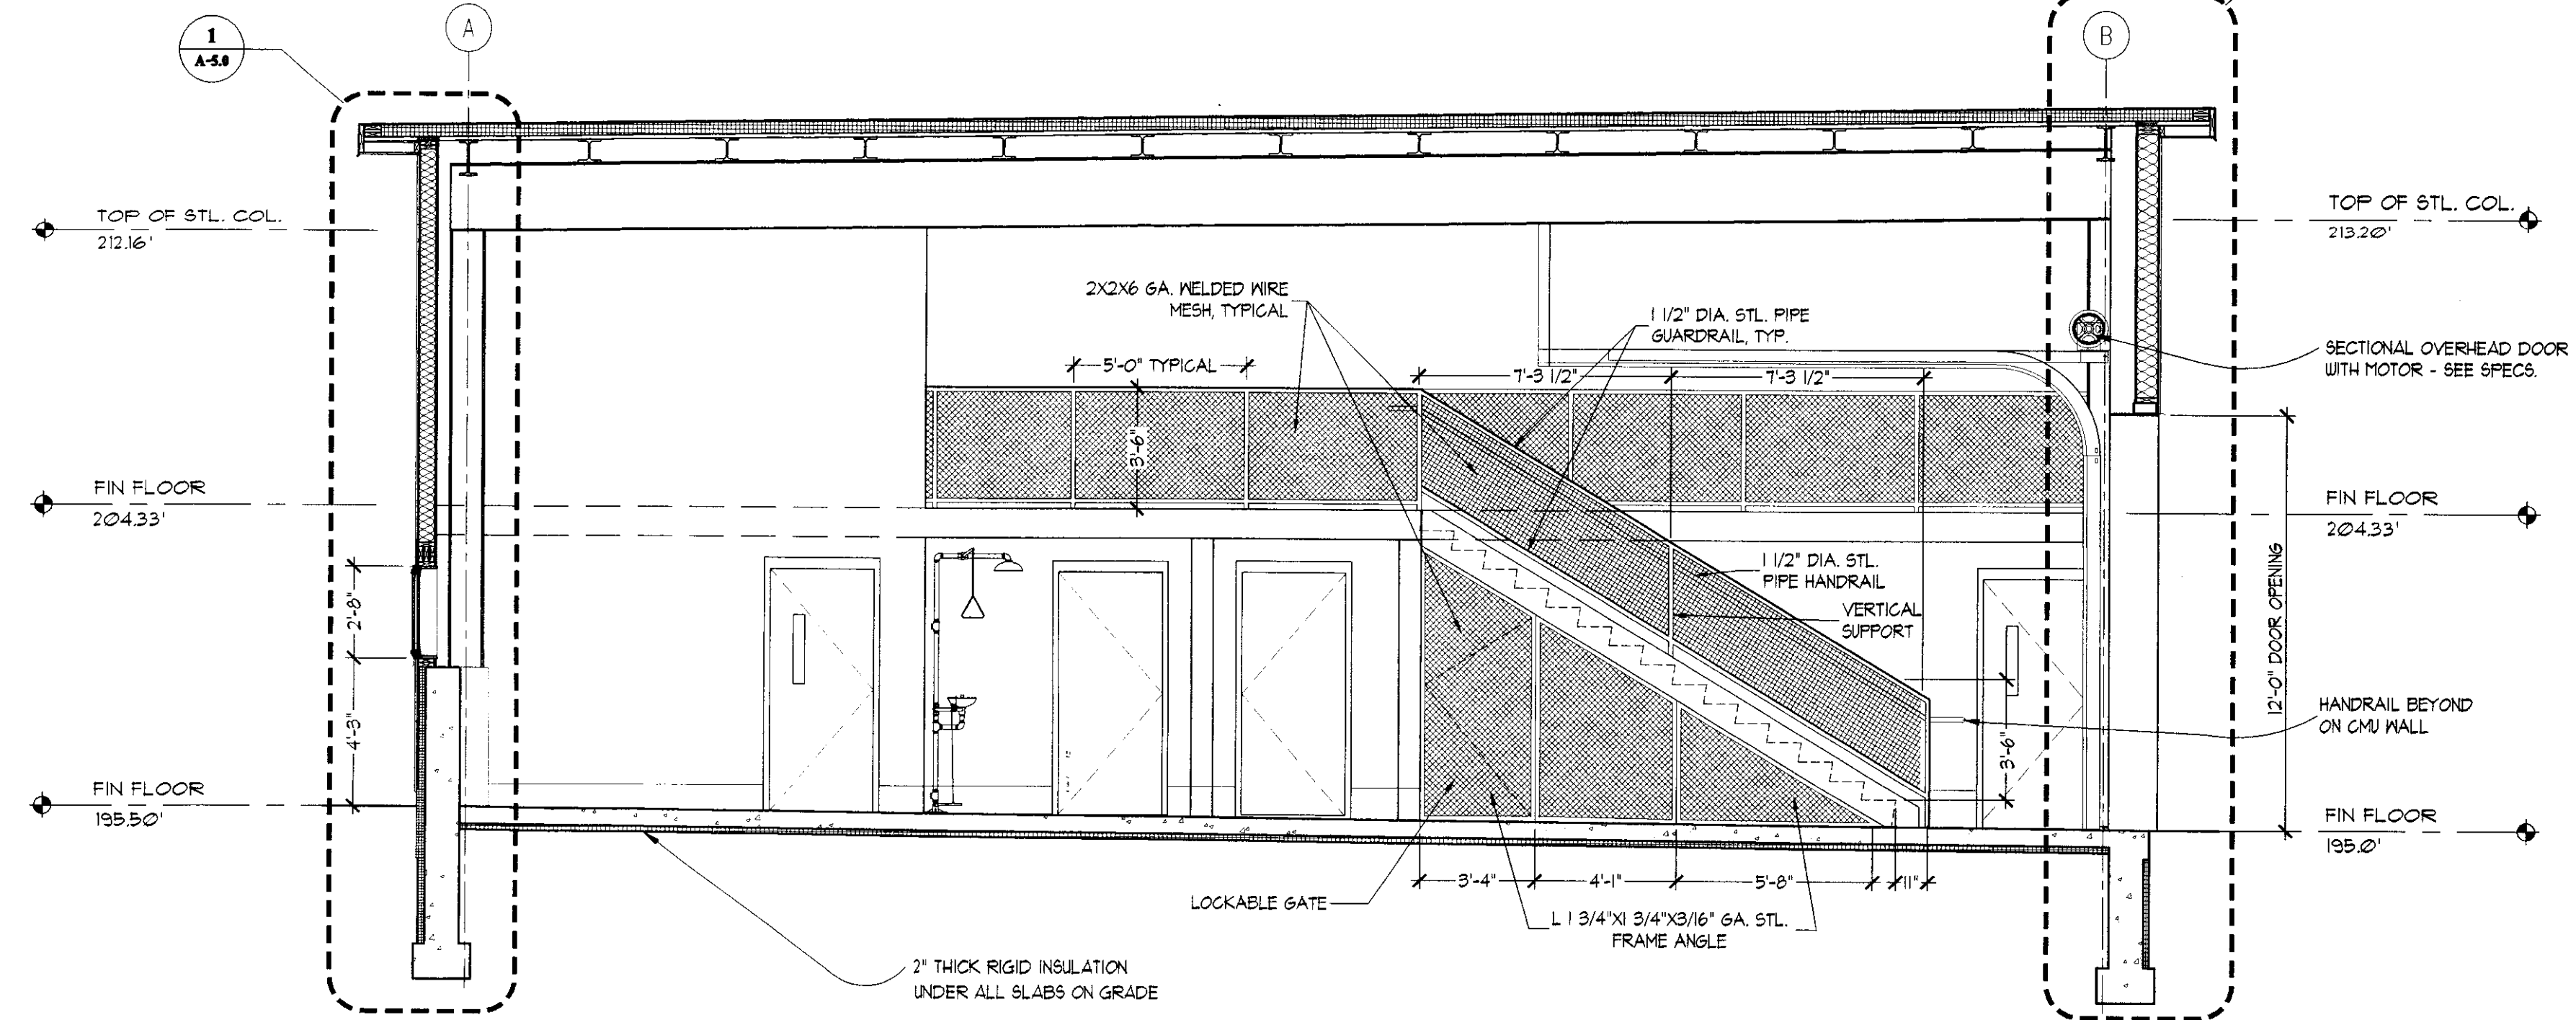 1
A-5.0
A
B
TOP OF STL. COL.
212.16'
TOP OF STL. COL.
213.20'
2X2X6 GA. WELDED WIRE
MESH, TYPICAL
1 1/2" DIA. STL. PIPE
GUARDRAIL, TYP.
SECTIONAL OVERHEAD DOOR
WITH MOTOR - SEE SPECS.
5'-0" TYPICAL
7'-3 1/2"
7'-3 1/2"
3'-6"
FIN FLOOR
204.33'
FIN FLOOR
204.33'
1 1/2" DIA. STL.
PIPE HANDRAIL
VERTICAL
SUPPORT
2'-8"
4'-3"
12'-0" DOOR OPENING
HANDRAIL BEYOND
ON CMU WALL
3'-6"
FIN FLOOR
195.50'
FIN FLOOR
195.0'
3'-4"
4'-1"
5'-8"
11"
LOCKABLE GATE
L 1 3/4"X1 3/4"X3/16" GA. STL.
FRAME ANGLE
2" THICK RIGID INSULATION
UNDER ALL SLABS ON GRADE